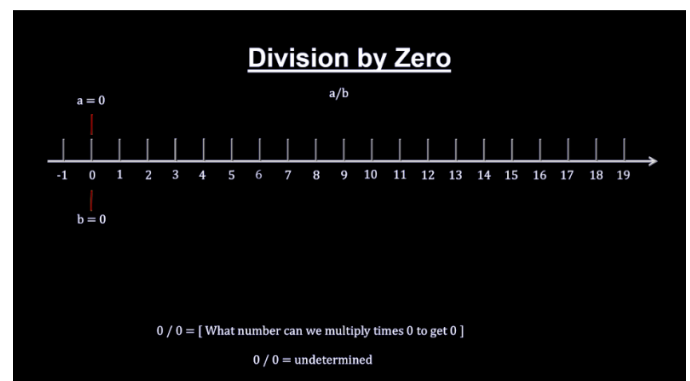 Division by Zero
a/b
a = 0
-1 0 1 2 3 4 5 6 7 8 9 10 11 12 13 14 15 16 17 18 19
b = 0
0 / 0 = [ What number can we multiply times 0 to get 0 ]
0 / 0 = undetermined